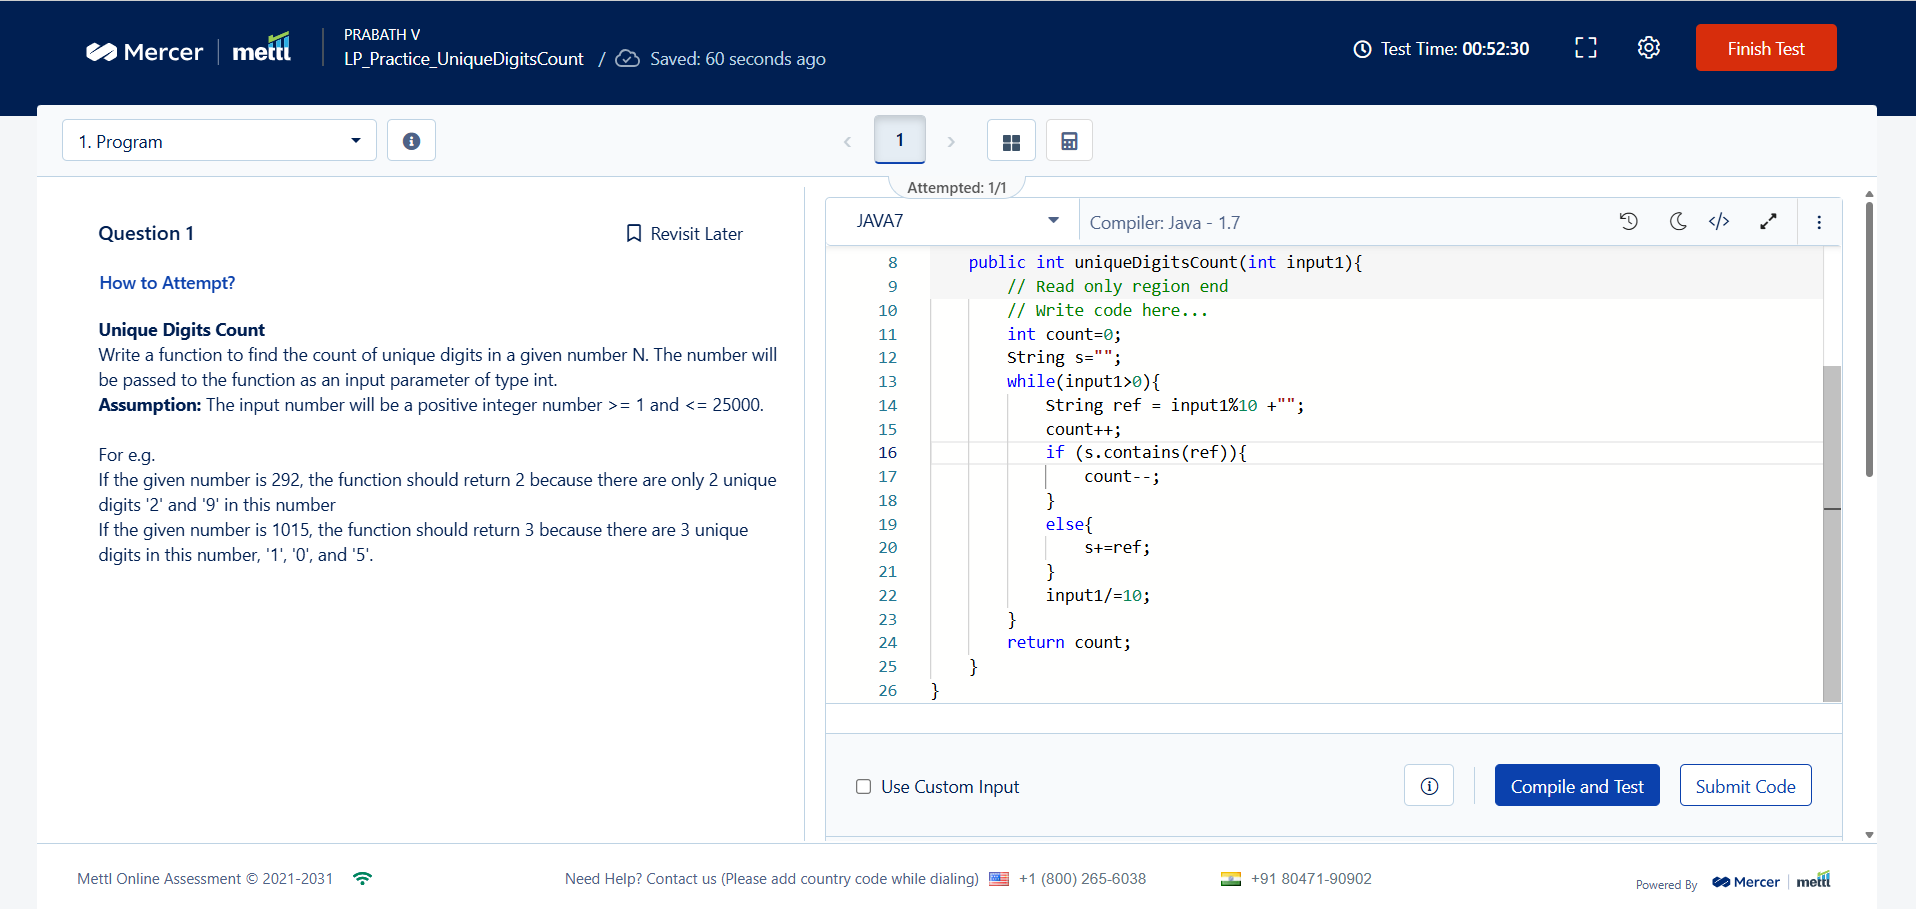 Mercer
mettl
PRABATH V
LP_Practice_UniqueDigitsCount / Saved: 60 seconds ago
Test Time: 00:52:30
Finish Test
1. Program
1
Attempted: 1/1
Question 1
Revisit Later
How to Attempt?
Unique Digits Count
Write a function to find the count of unique digits in a given number N. The number will
be passed to the function as an input parameter of type int.
Assumption: The input number will be a positive integer number >= 1 and <= 25000.
For e.g.
If the given number is 292, the function should return 2 because there are only 2 unique
digits '2' and '9' in this number
If the given number is 1015, the function should return 3 because there are 3 unique
digits in this number, '1', '0', and '5'.
JAVA7
Compiler: Java - 1.7
8 public int uniqueDigitsCount(int input1){
9 // Read only region end
10 // Write code here...
11 int count=0;
12 String s="";
13 while(input1>0){
14 String ref = input1%10 +"";
15 count++;
16 if (s.contains(ref)){
17 count--;
18 }
19 else{
20 s+=ref;
21 }
22 input1/=10;
23 }
24 return count;
25 }
26 }
Use Custom Input
Compile and Test
Submit Code
Mettl Online Assessment © 2021-2031
Need Help? Contact us (Please add country code while dialing) +1 (800) 265-6038
+91 80471-90902
Powered By Mercer mettl